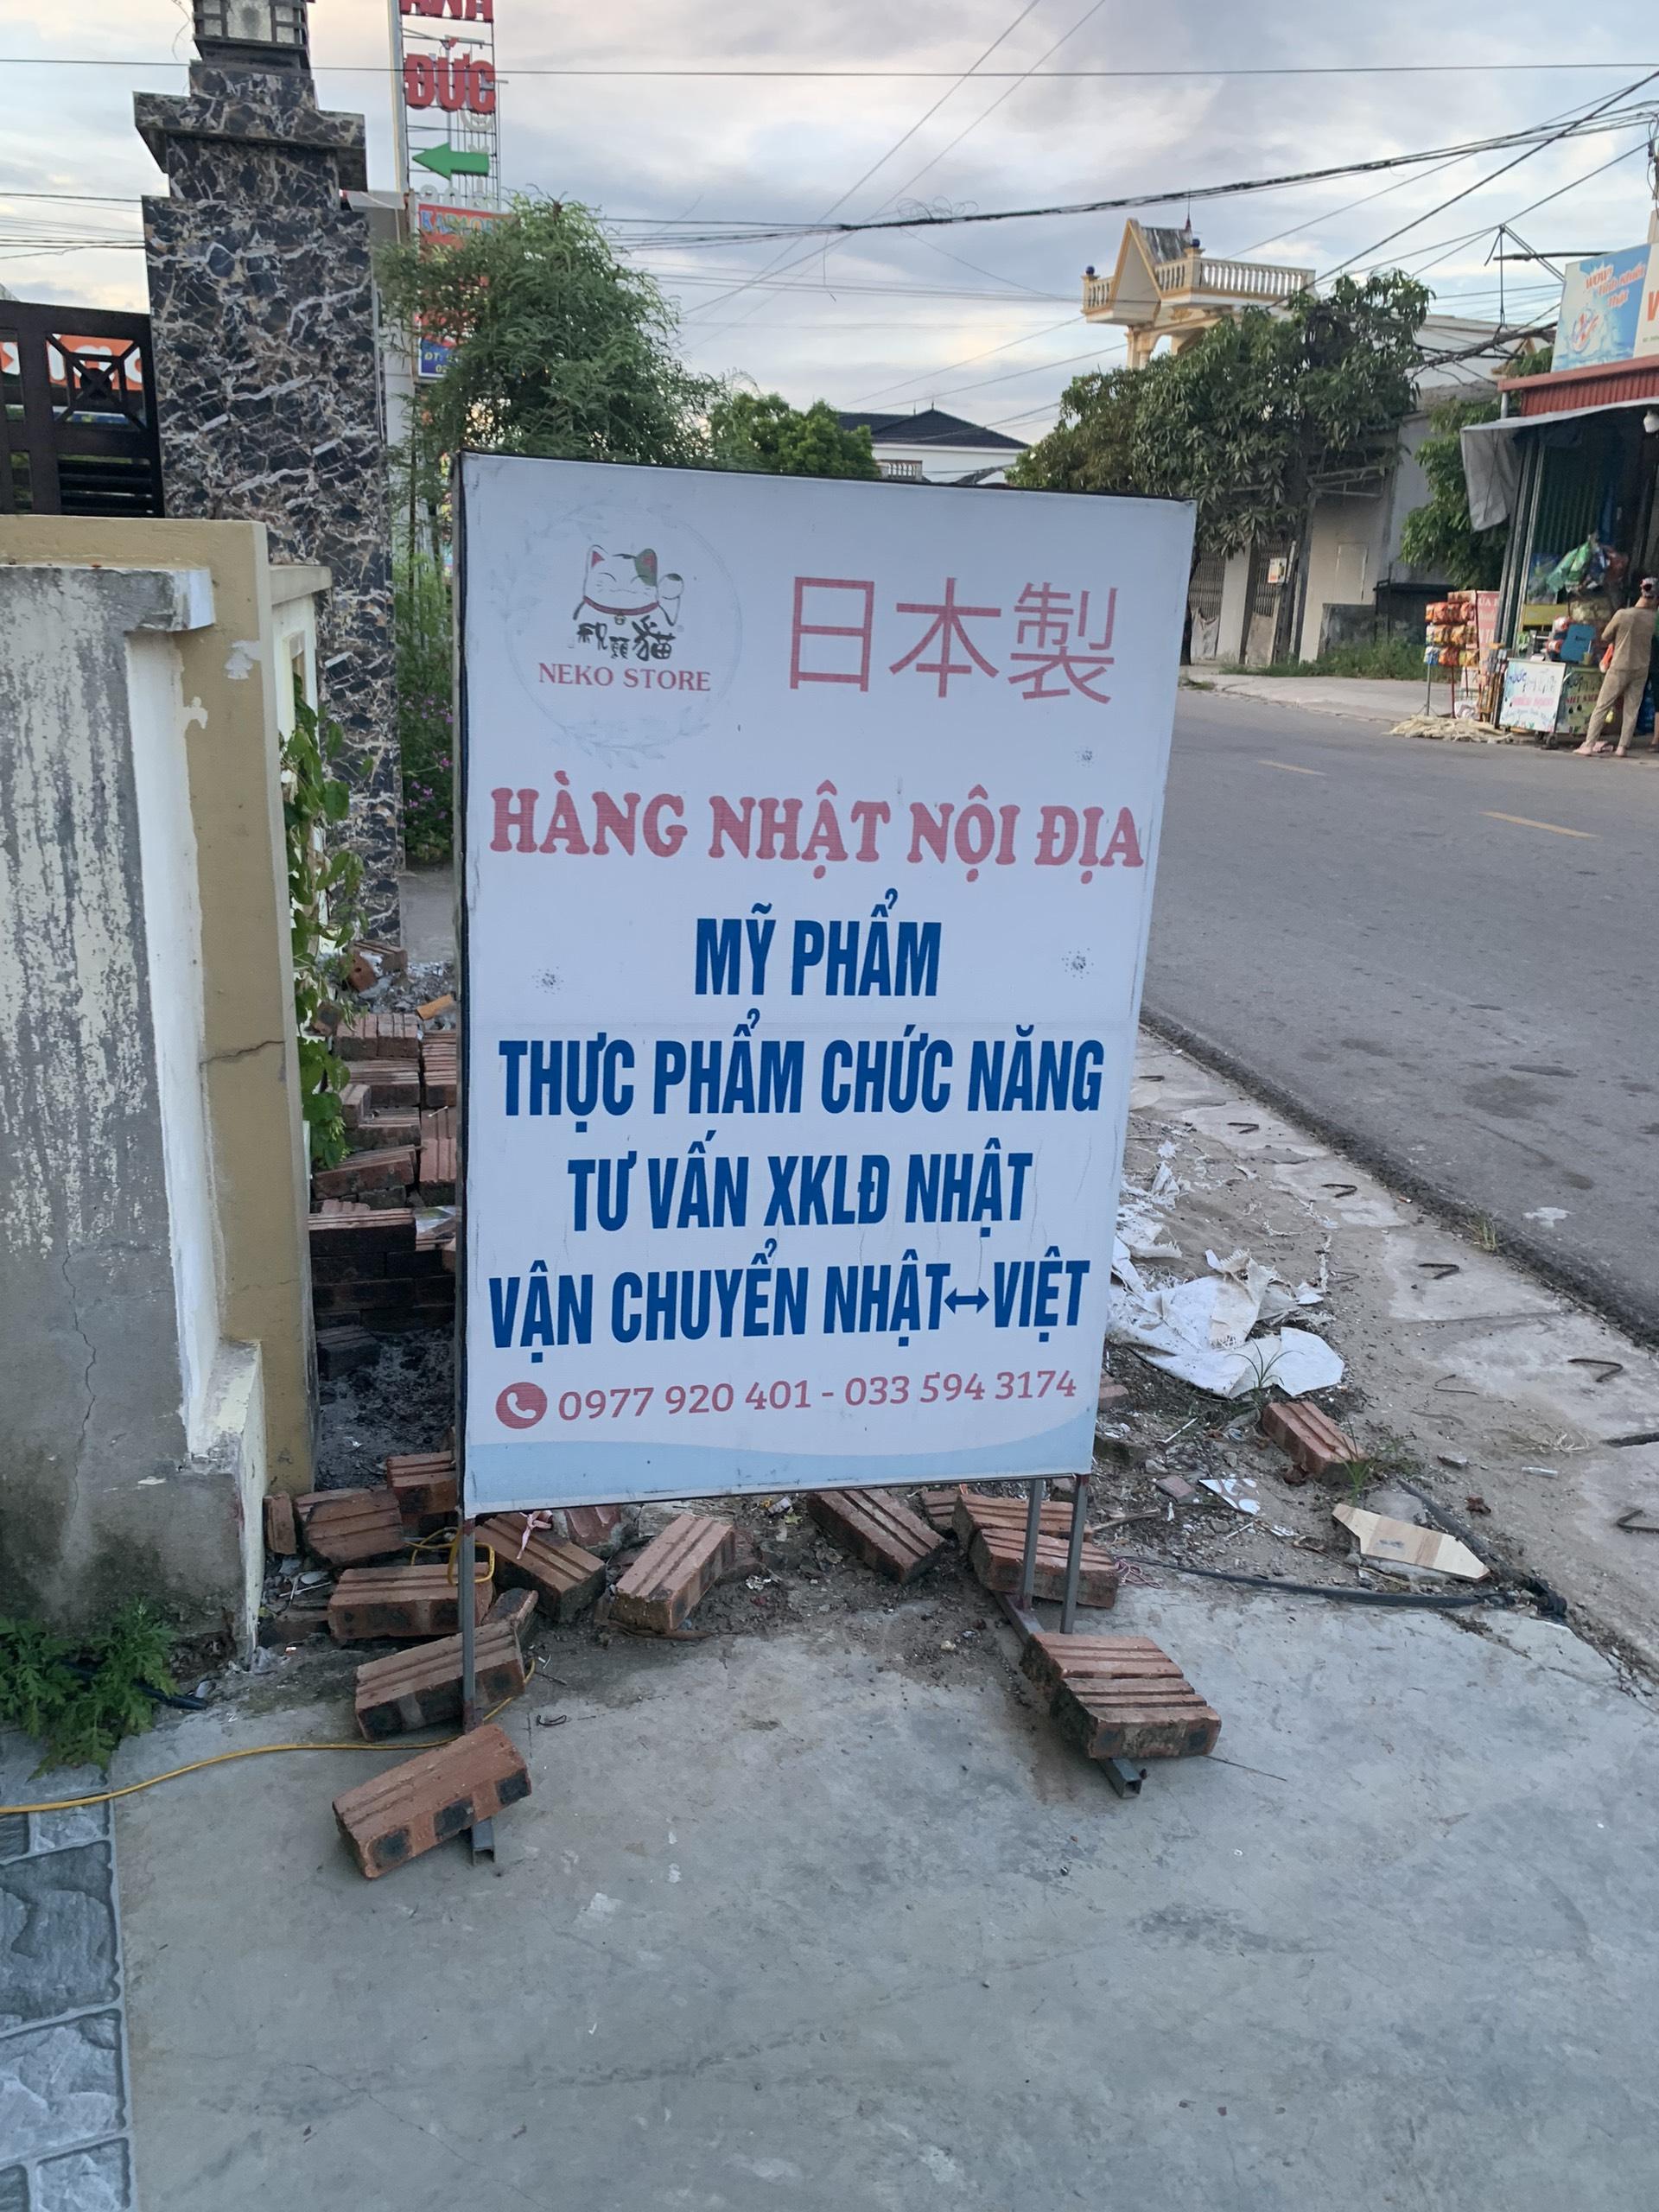 ĐỨC
日本製
NEKO STORE
HÀNG NHẬT NỘI ĐỊA
MỸ PHẨM
THỰC PHẨM CHỨC NĂNG
TƯ VẤN XKLĐ NHẬT
VẬN CHUYỂN NHẬT↔VIỆT
0977 920 401 - 033 594 3174